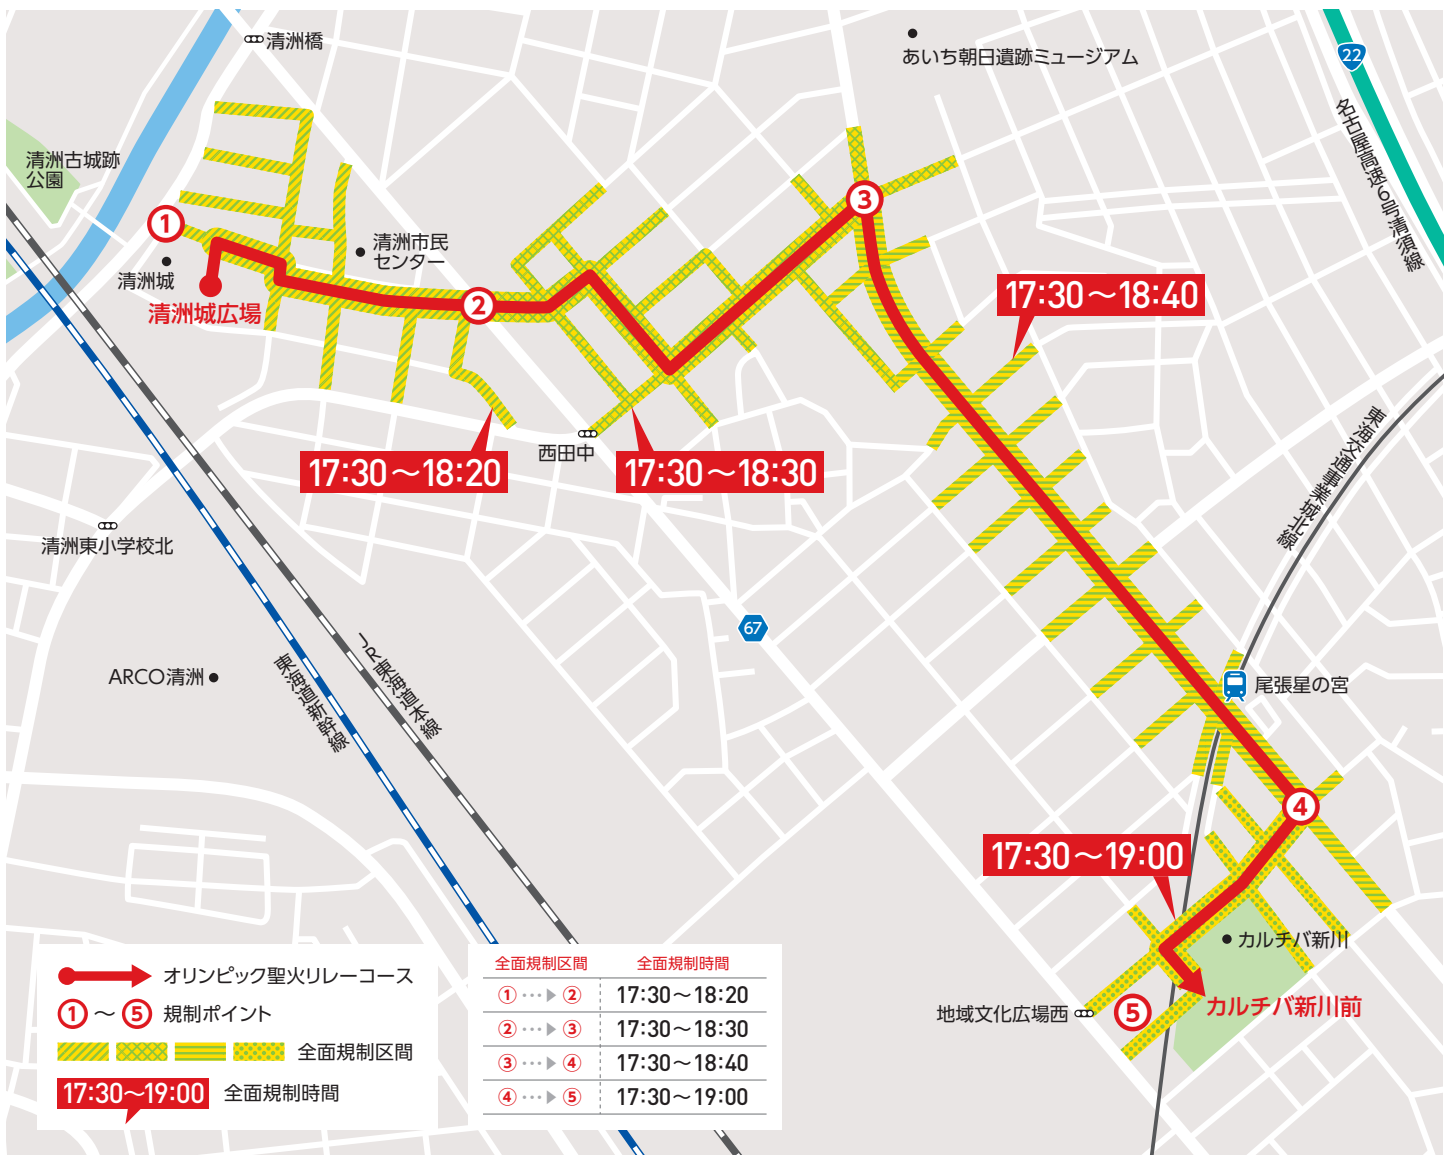 清洲橋
あいち朝日遺跡ミュージアム
22
名古屋高速6号清須線
清洲古城跡
公園
①
清洲城
清洲城広場
清洲市民
センター
②
③
17:30～18:40
17:30～18:20
西田中
17:30～18:30
東海交通事業城北線
清洲東小学校北
67
ARCO清洲
東海道新幹線
JR東海道本線
尾張星の宮
④
17:30～19:00
カルチバ新川
地域文化広場西
⑤
カルチバ新川前
オリンピック聖火リレーコース
①～⑤ 規制ポイント
全面規制区間
17:30～19:00 全面規制時間
全面規制区間 全面規制時間
①…▶② 17:30～18:20
②…▶③ 17:30～18:30
③…▶④ 17:30～18:40
④…▶⑤ 17:30～19:00